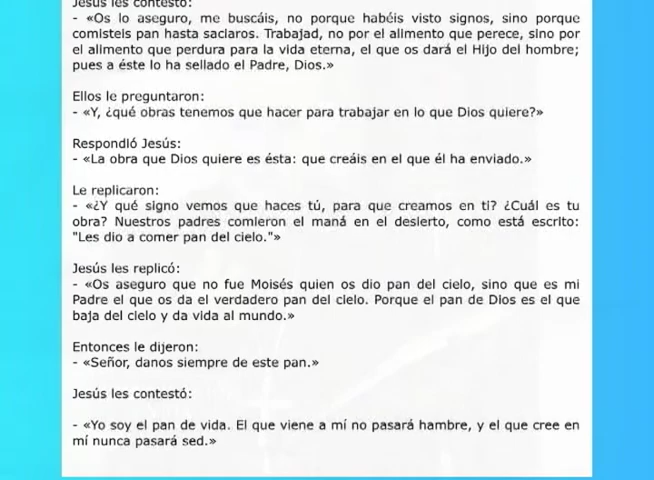 Jesús les contestó:
- «Os lo aseguro, me buscáis, no porque habéis visto signos, sino porque
comisteis pan hasta saciaros. Trabajad, no por el alimento que perece, sino por
el alimento que perdura para la vida eterna, el que os dará el Hijo del hombre;
pues a éste lo ha sellado el Padre, Dios.»
Ellos le preguntaron:
- «Y, ¿qué obras tenemos que hacer para trabajar en lo que Dios quiere?»
Respondió Jesús:
- «La obra que Dios quiere es ésta: que creáis en el que él ha enviado.»
Le replicaron:
- «¿Y qué signo vemos que haces tú, para que creamos en ti? ¿Cuál es tu
obra? Nuestros padres comieron el maná en el desierto, como está escrito:
"Les dio a comer pan del cielo."»
Jesús les replicó:
- «Os aseguro que no fue Moisés quien os dio pan del cielo, sino que es mi
Padre el que os da el verdadero pan del cielo. Porque el pan de Dios es el que
baja del cielo y da vida al mundo.»
Entonces le dijeron:
- «Señor, danos siempre de este pan.»
Jesús les contestó:
- «Yo soy el pan de vida. El que viene a mí no pasará hambre, y el que cree en
mí nunca pasará sed.»